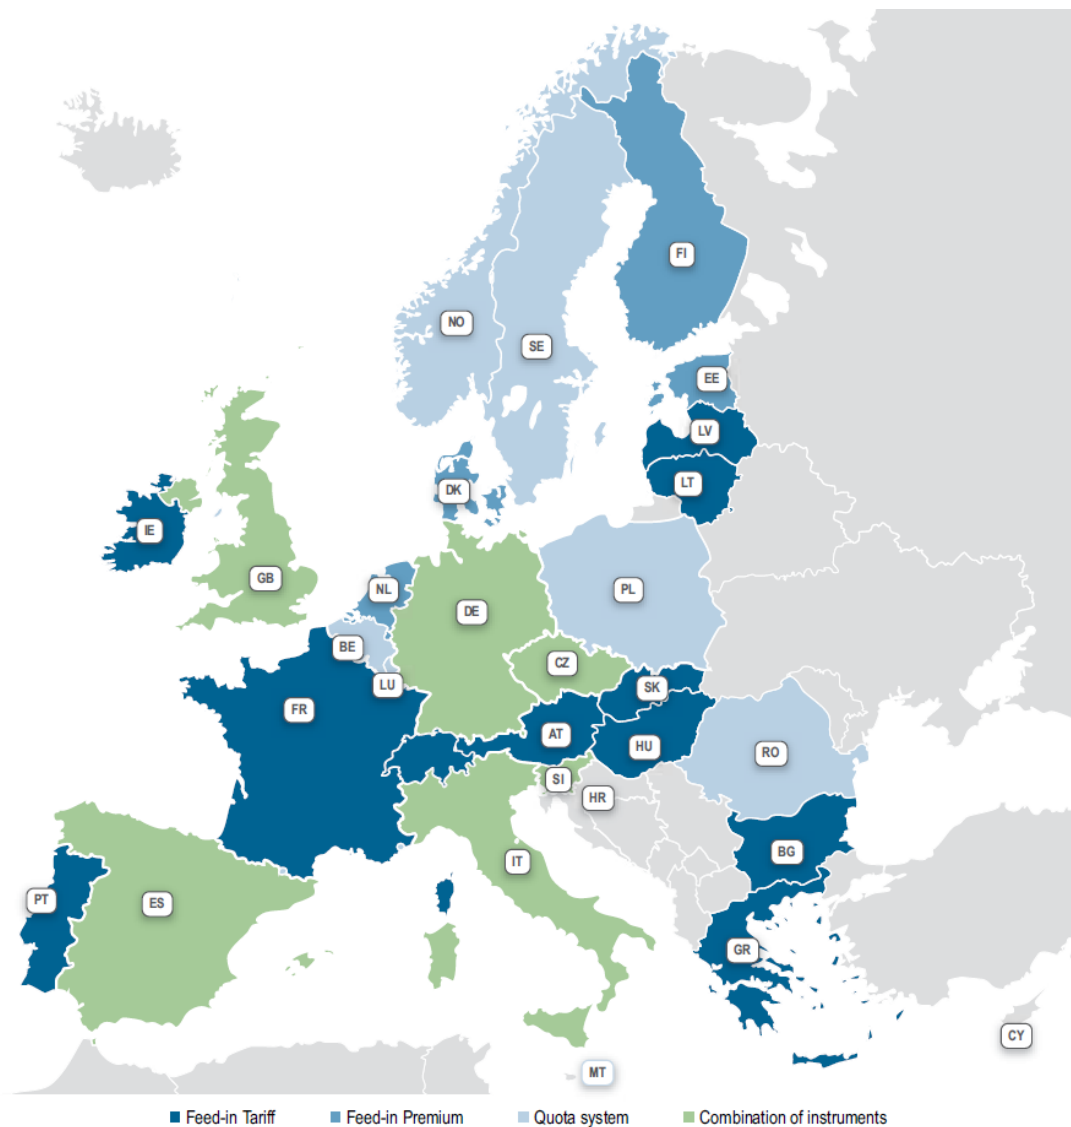 FI
NO
SE
EE
LV
LT
DK
IE
GB
NL
DE
PL
BE
CZ
LU
SK
FR
AT
HU
RO
SI
HR
BG
IT
PT
ES
GR
CY
MT
Feed-in Tariff Feed-in Premium Quota system Combination of instruments